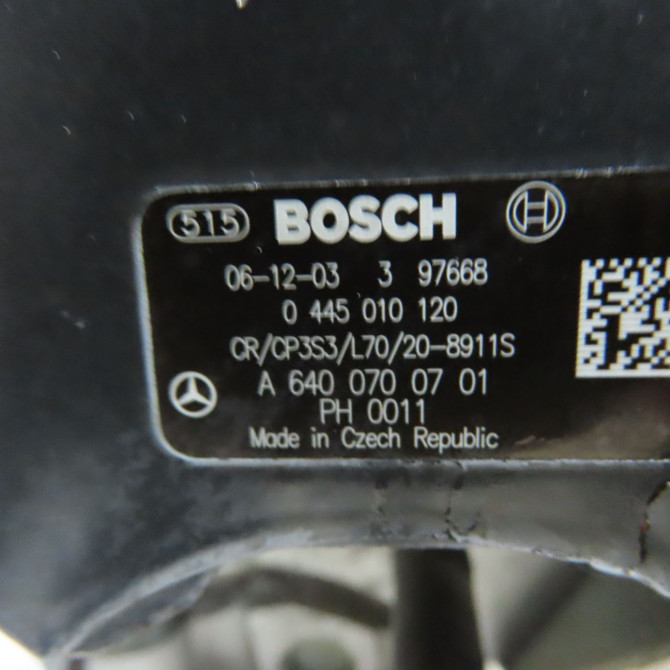 515 BOSCH
06-12-03 3 97668
0 445 010 120
CR/CP3S3/L70/20-8911S
A 640 070 07 01
PH 0011
Made in Czech Republic